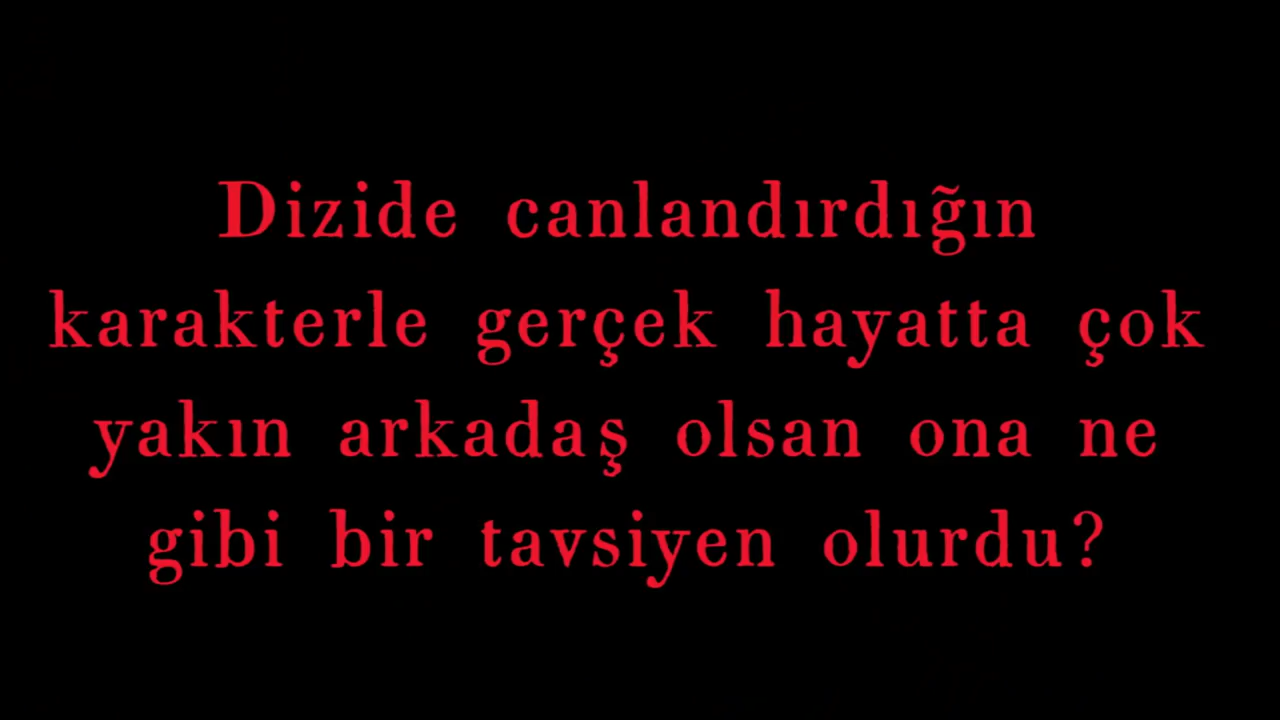 Dizide canlandırdığın
karakterle gerçek hayatta çok
yakın arkadaş olsan ona ne
gibi bir tavsiyen olurdu?